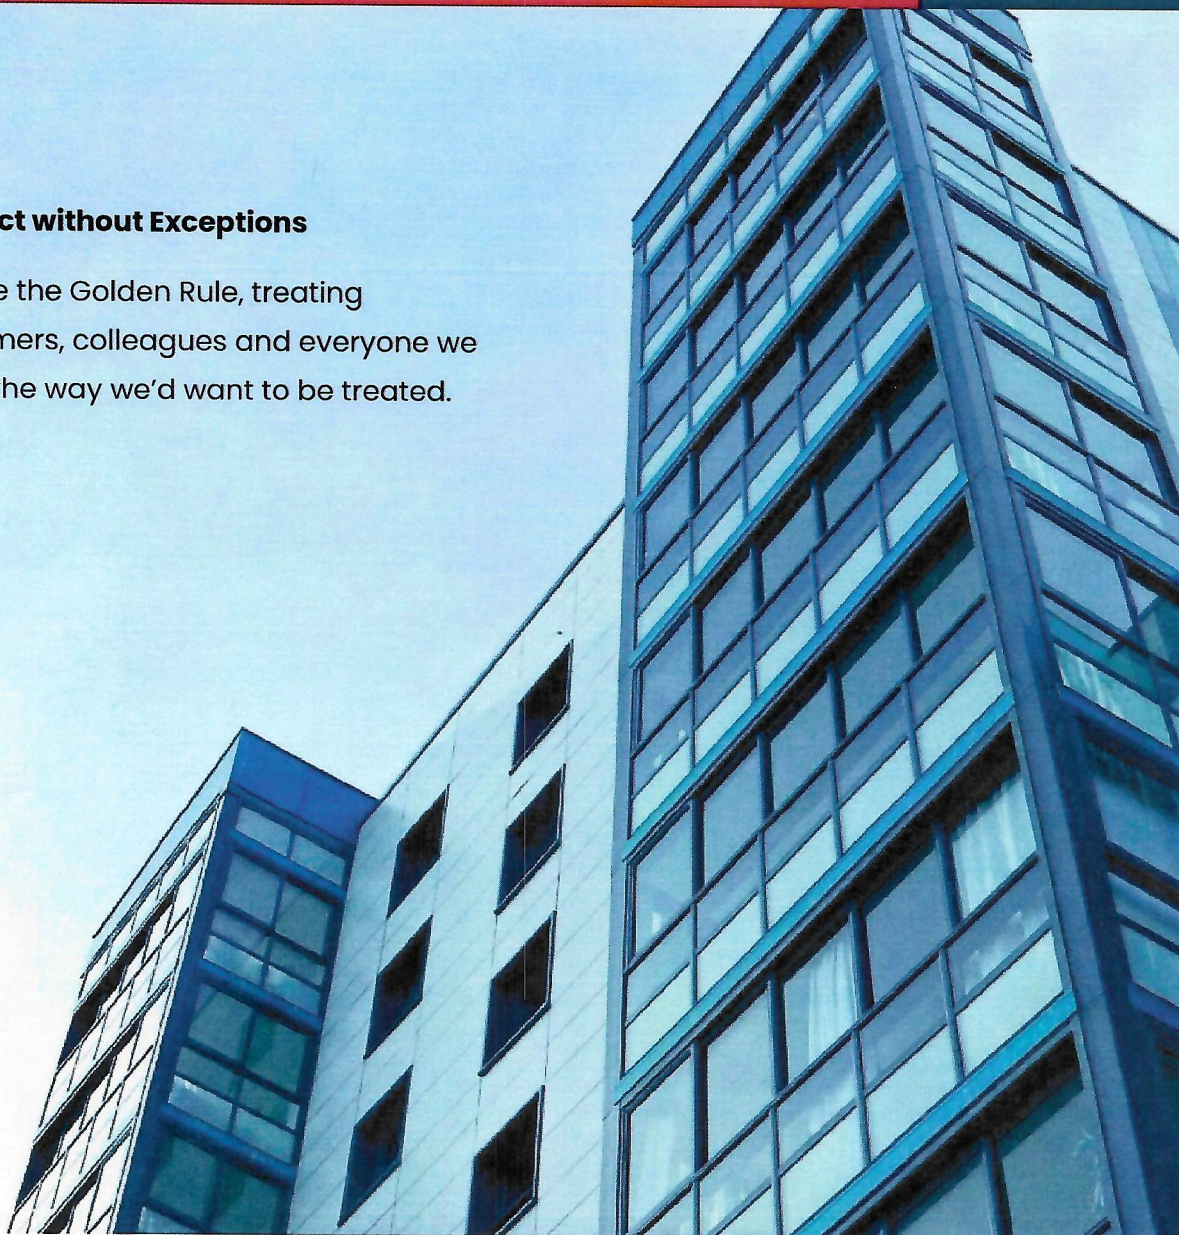 ct without Exceptions
e the Golden Rule, treating
mers, colleagues and everyone we
he way we'd want to be treated.